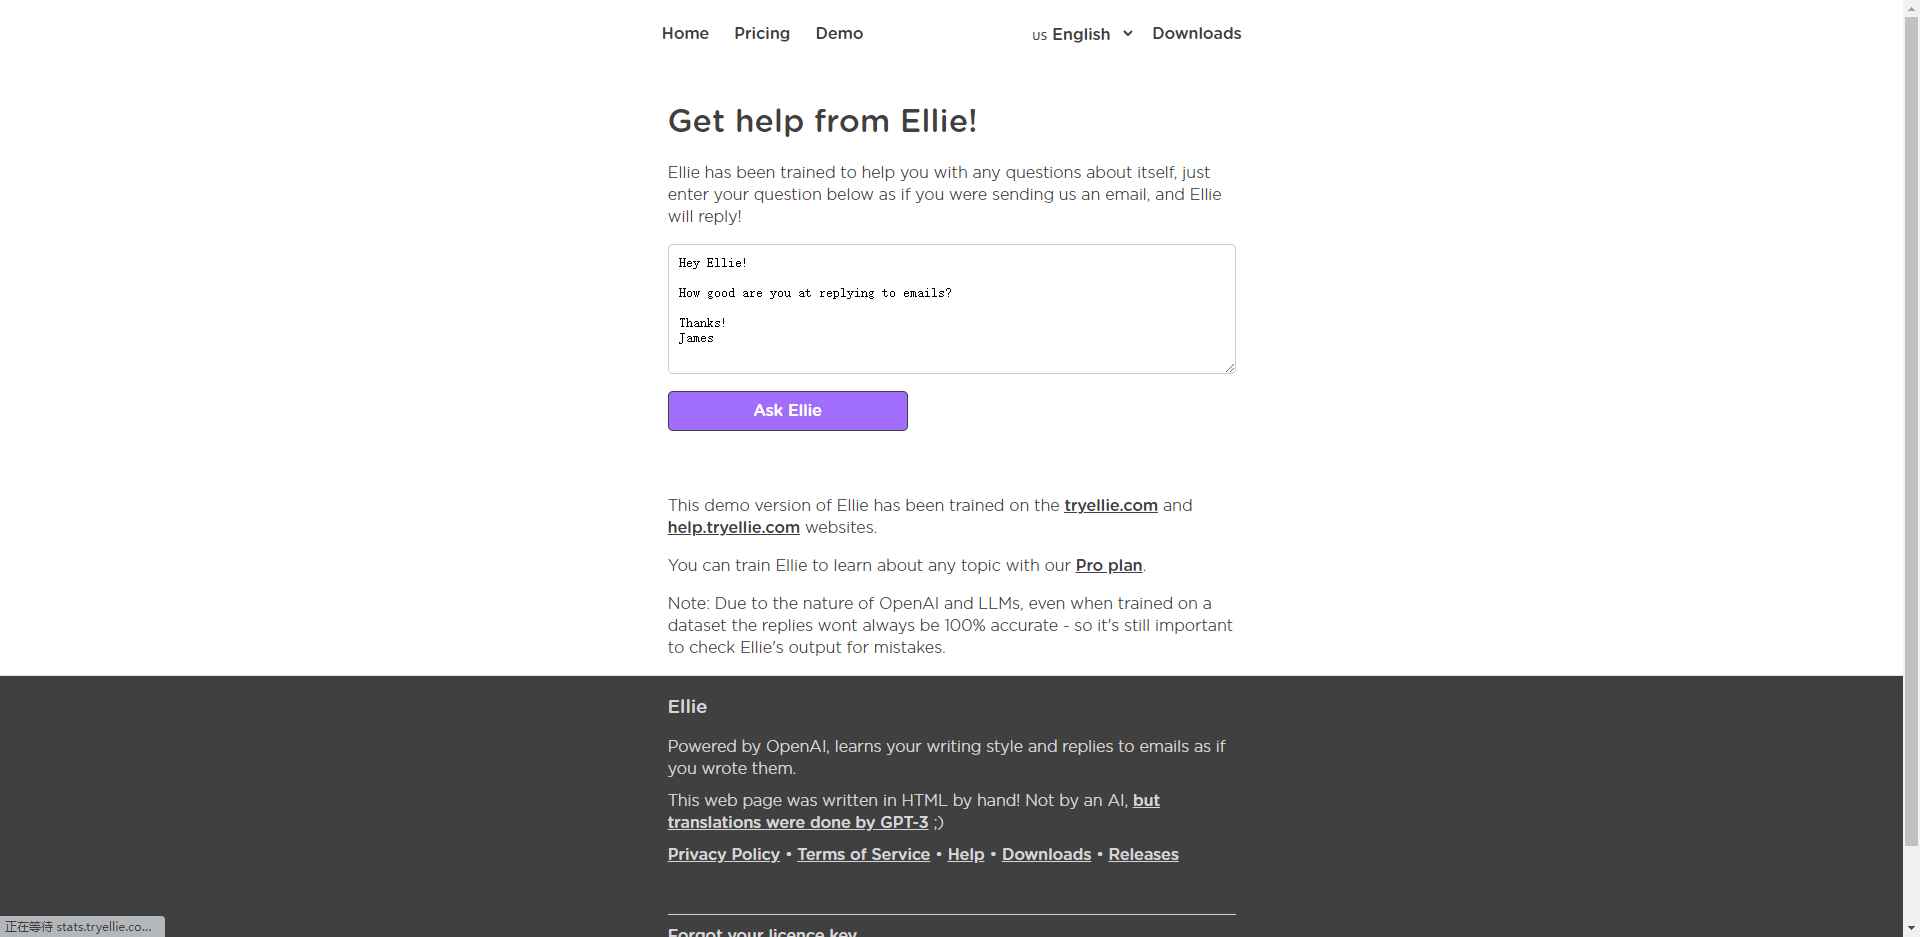 Home Pricing Demo US English Downloads
Get help from Ellie!
Ellie has been trained to help you with any questions about itself, just
enter your question below as if you were sending us an email, and Ellie
will reply!
Hey Ellie!
How good are you at replying to emails?
Thanks!
James
Ask Ellie
This demo version of Ellie has been trained on the tryellie.com and
help.tryellie.com websites.
You can train Ellie to learn about any topic with our Pro plan.
Note: Due to the nature of OpenAI and LLMs, even when trained on a
dataset the replies wont always be 100% accurate - so it's still important
to check Ellie's output for mistakes.
Ellie
Powered by OpenAI, learns your writing style and replies to emails as if
you wrote them.
This web page was written in HTML by hand! Not by an AI, but
translations were done by GPT-3 ;)
Privacy Policy • Terms of Service • Help • Downloads • Releases
Forgot your licence key
正在等待 stats.tryellie.co...